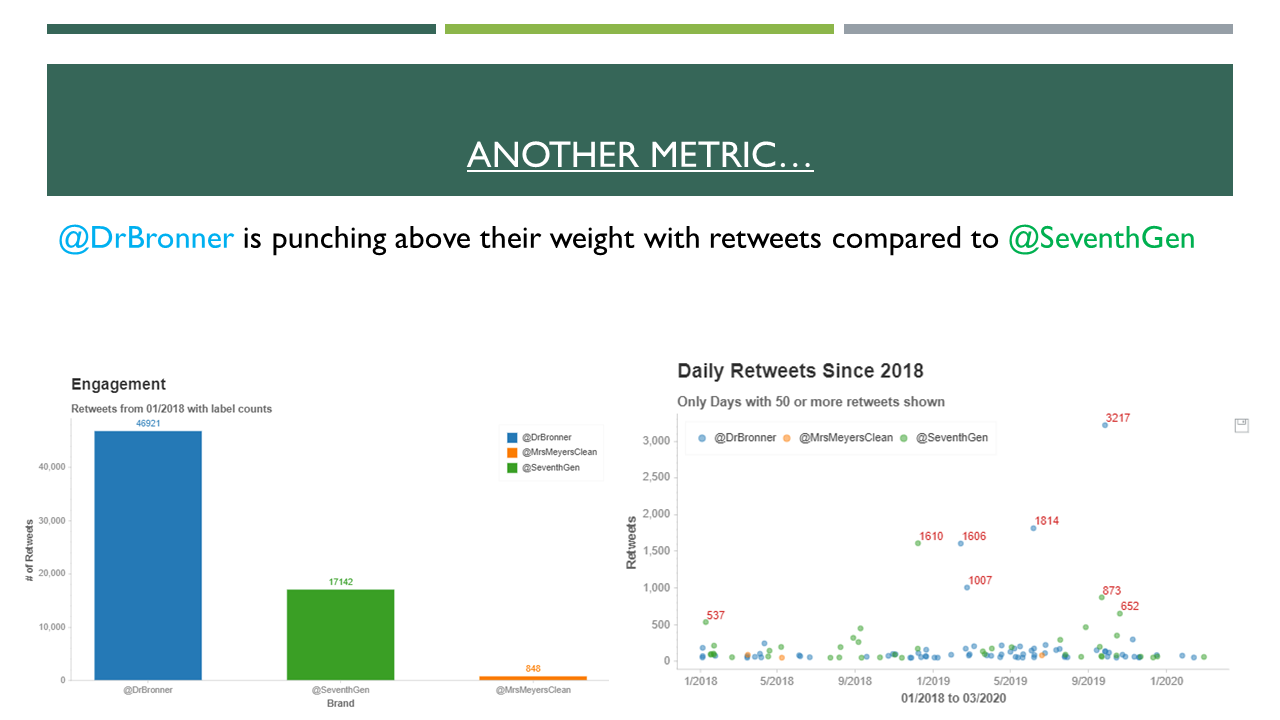 ANOTHER METRIC…
@DrBronner is punching above their weight with retweets compared to @SeventhGen
Engagement
Retweets from 01/2018 with label counts
46921
@DrBronner
@MrsMeyersClean
@SeventhGen
40,000
30,000
20,000
10,000
0
# of Retweets
17142
848
@DrBronner
@SeventhGen
@MrsMeyersClean
Brand
Daily Retweets Since 2018
Only Days with 50 or more retweets shown
@DrBronner @MrsMeyersClean @SeventhGen
3217
3,000
2,500
2,000
1,500
1,000
500
0
Retweets
1814
1610
1606
1007
873
652
537
1/2018 5/2018 9/2018 1/2019 5/2019 9/2019 1/2020
01/2018 to 03/2020